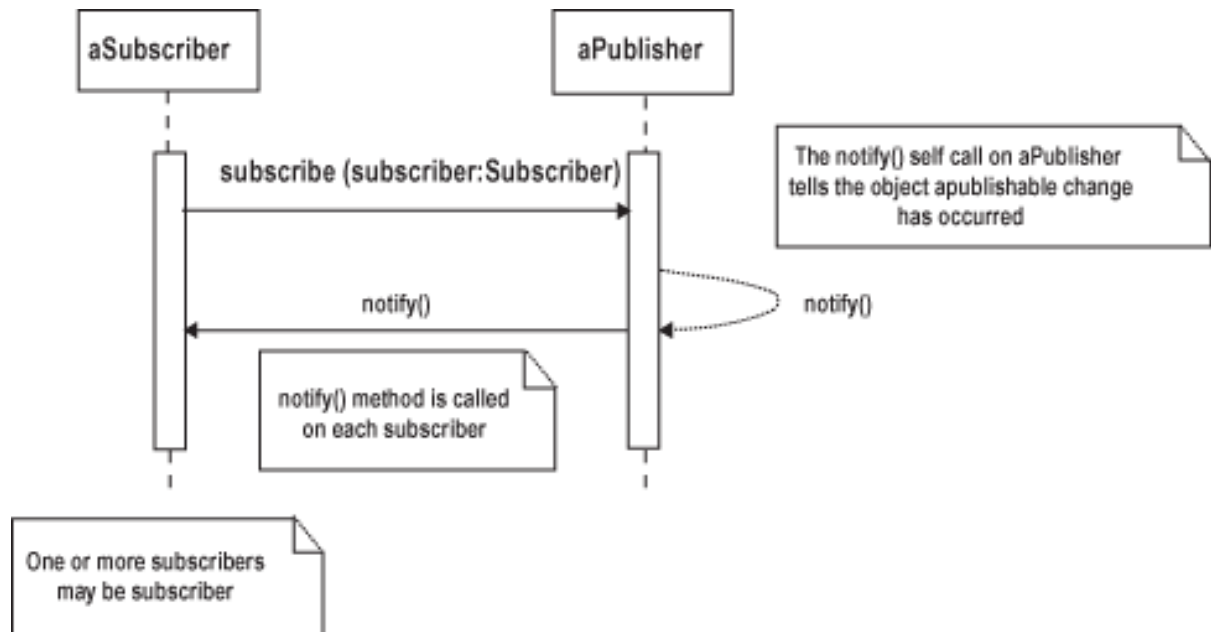 aSubscriber
aPublisher
subscribe (subscriber:Subscriber)
The notify() self call on aPublisher
tells the object apublishable change
has occurred
notify()
notify()
notify() method is called
on each subscriber
One or more subscribers
may be subscriber